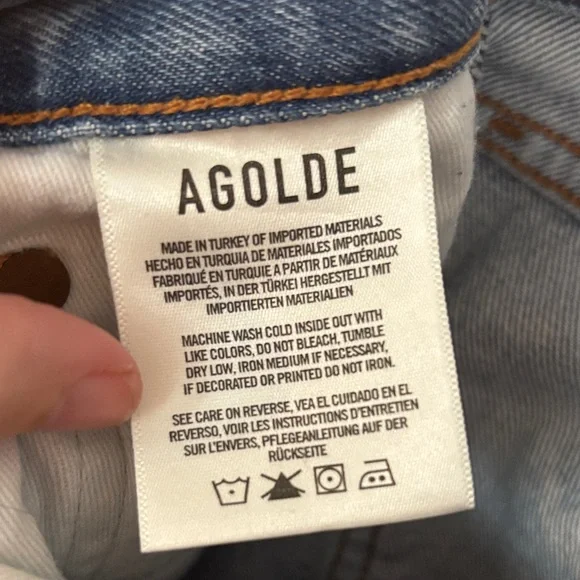 AGOLDE
MADE IN TURKEY OF IMPORTED MATERIALS
HECHO EN TURQUIA DE MATERIALES IMPORTADOS
FABRIQUÉ EN TURQUIE A PARTIR DE MATÉRIAUX
IMPORTÉS, IN DER TÜRKEI HERGESTELLT MIT
IMPORTIERTEN MATERIALIEN
MACHINE WASH COLD INSIDE OUT WITH
LIKE COLORS, DO NOT BLEACH, TUMBLE
DRY LOW, IRON MEDIUM IF NECESSARY,
IF DECORATED OR PRINTED DO NOT IRON.
SEE CARE ON REVERSE, VEA EL CUIDADO EN EL
REVERSO, VOIR LES INSTRUCTIONS D'ENTRETIEN
SUR L'ENVERS, PFLEGEANLEITUNG AUF DER
RÜCKSEITE